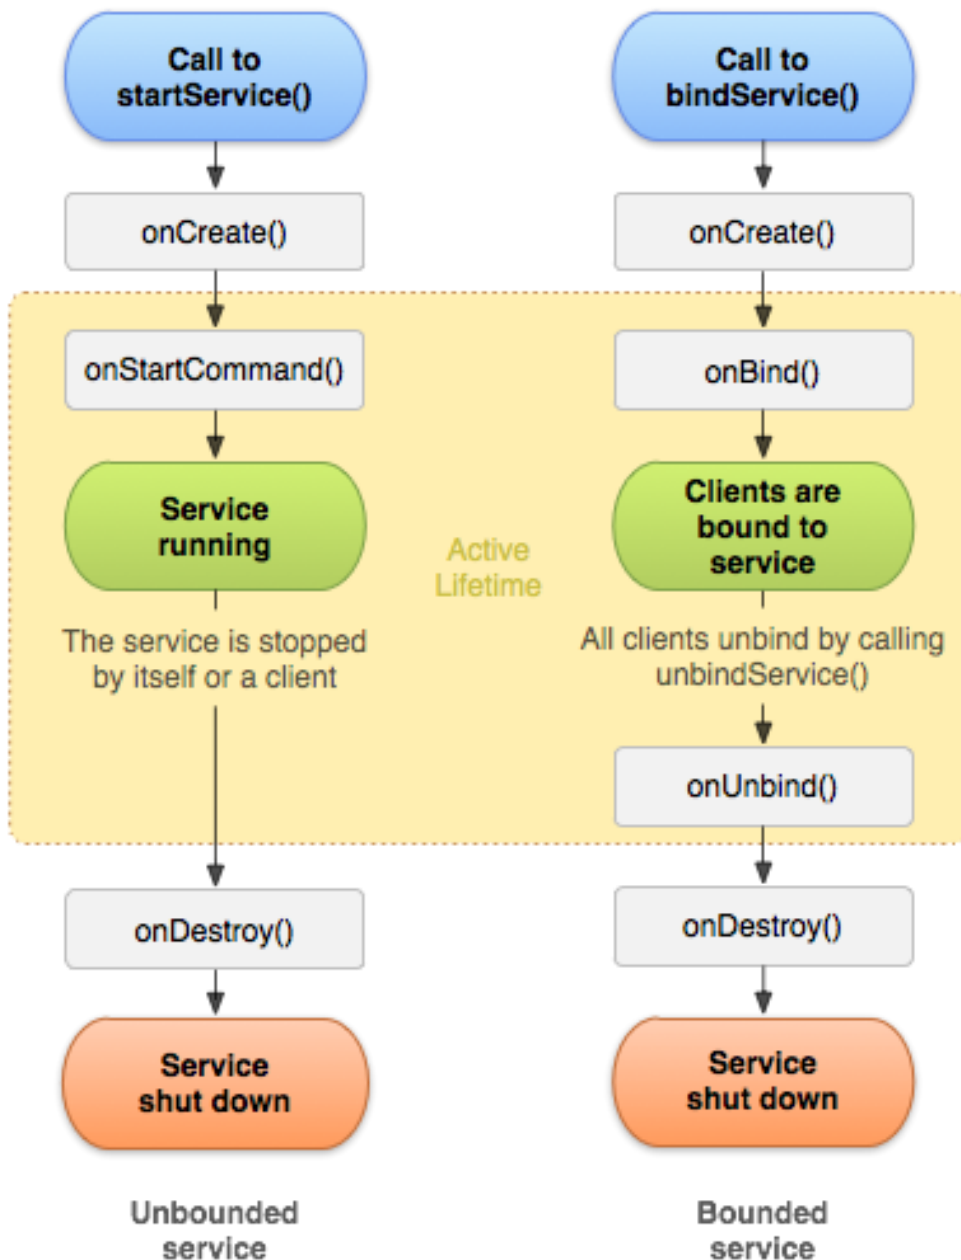 Call to
startService()
onCreate()
onStartCommand()
Service
running
The service is stopped
by itself or a client
onDestroy()
Service
shut down
Unbounded
service
Active
Lifetime
Call to
bindService()
onCreate()
onBind()
Clients are
bound to
service
All clients unbind by calling
unbindService()
onUnbind()
onDestroy()
Service
shut down
Bounded
service